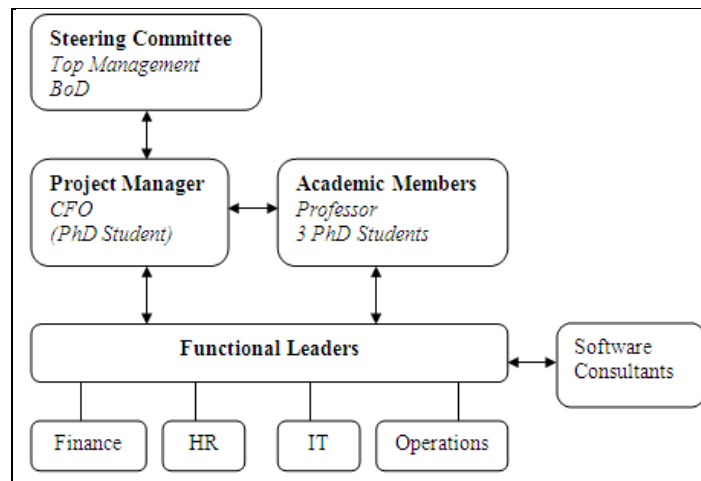 Steering Committee
Top Management
BoD
Project Manager
CFO
(PhD Student)
Academic Members
Professor
3 PhD Students
Functional Leaders
Software
Consultants
Finance
HR
IT
Operations